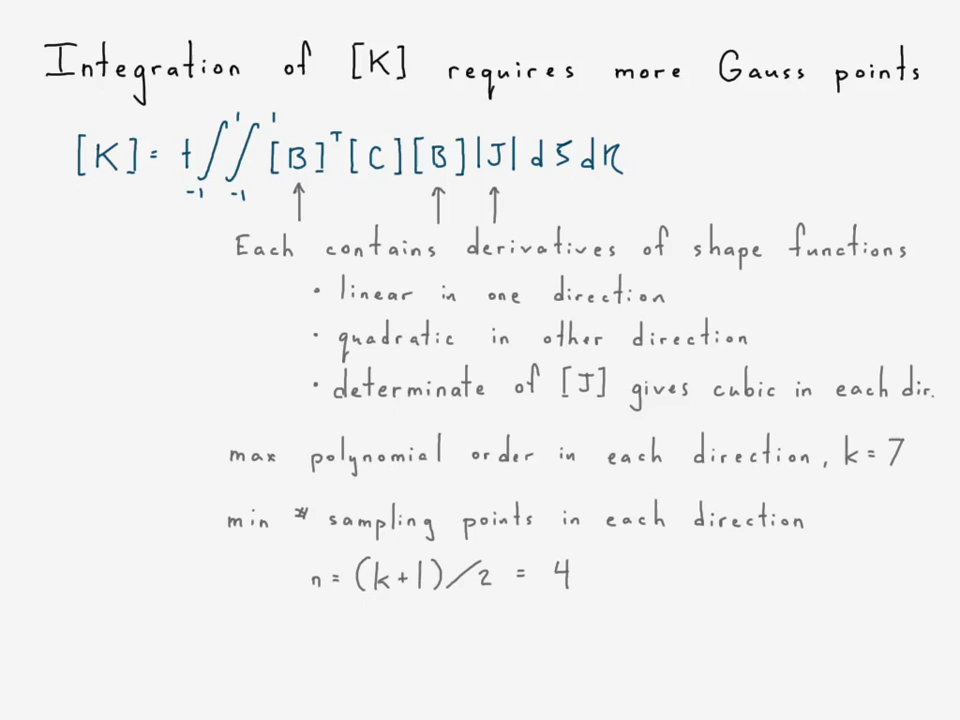 Integration of [K] requires more Gauss points
[K] = t ∫₋₁¹ ∫₋₁¹ [B]ᵀ [C] [B] |J| dξ dη
↑ ↑ ↑
Each contains derivatives of shape functions
• linear in one direction
• quadratic in other direction
• determinate of [J] gives cubic in each dir.
max polynomial order in each direction, k = 7
min # sampling points in each direction
n = (k+1)/2 = 4